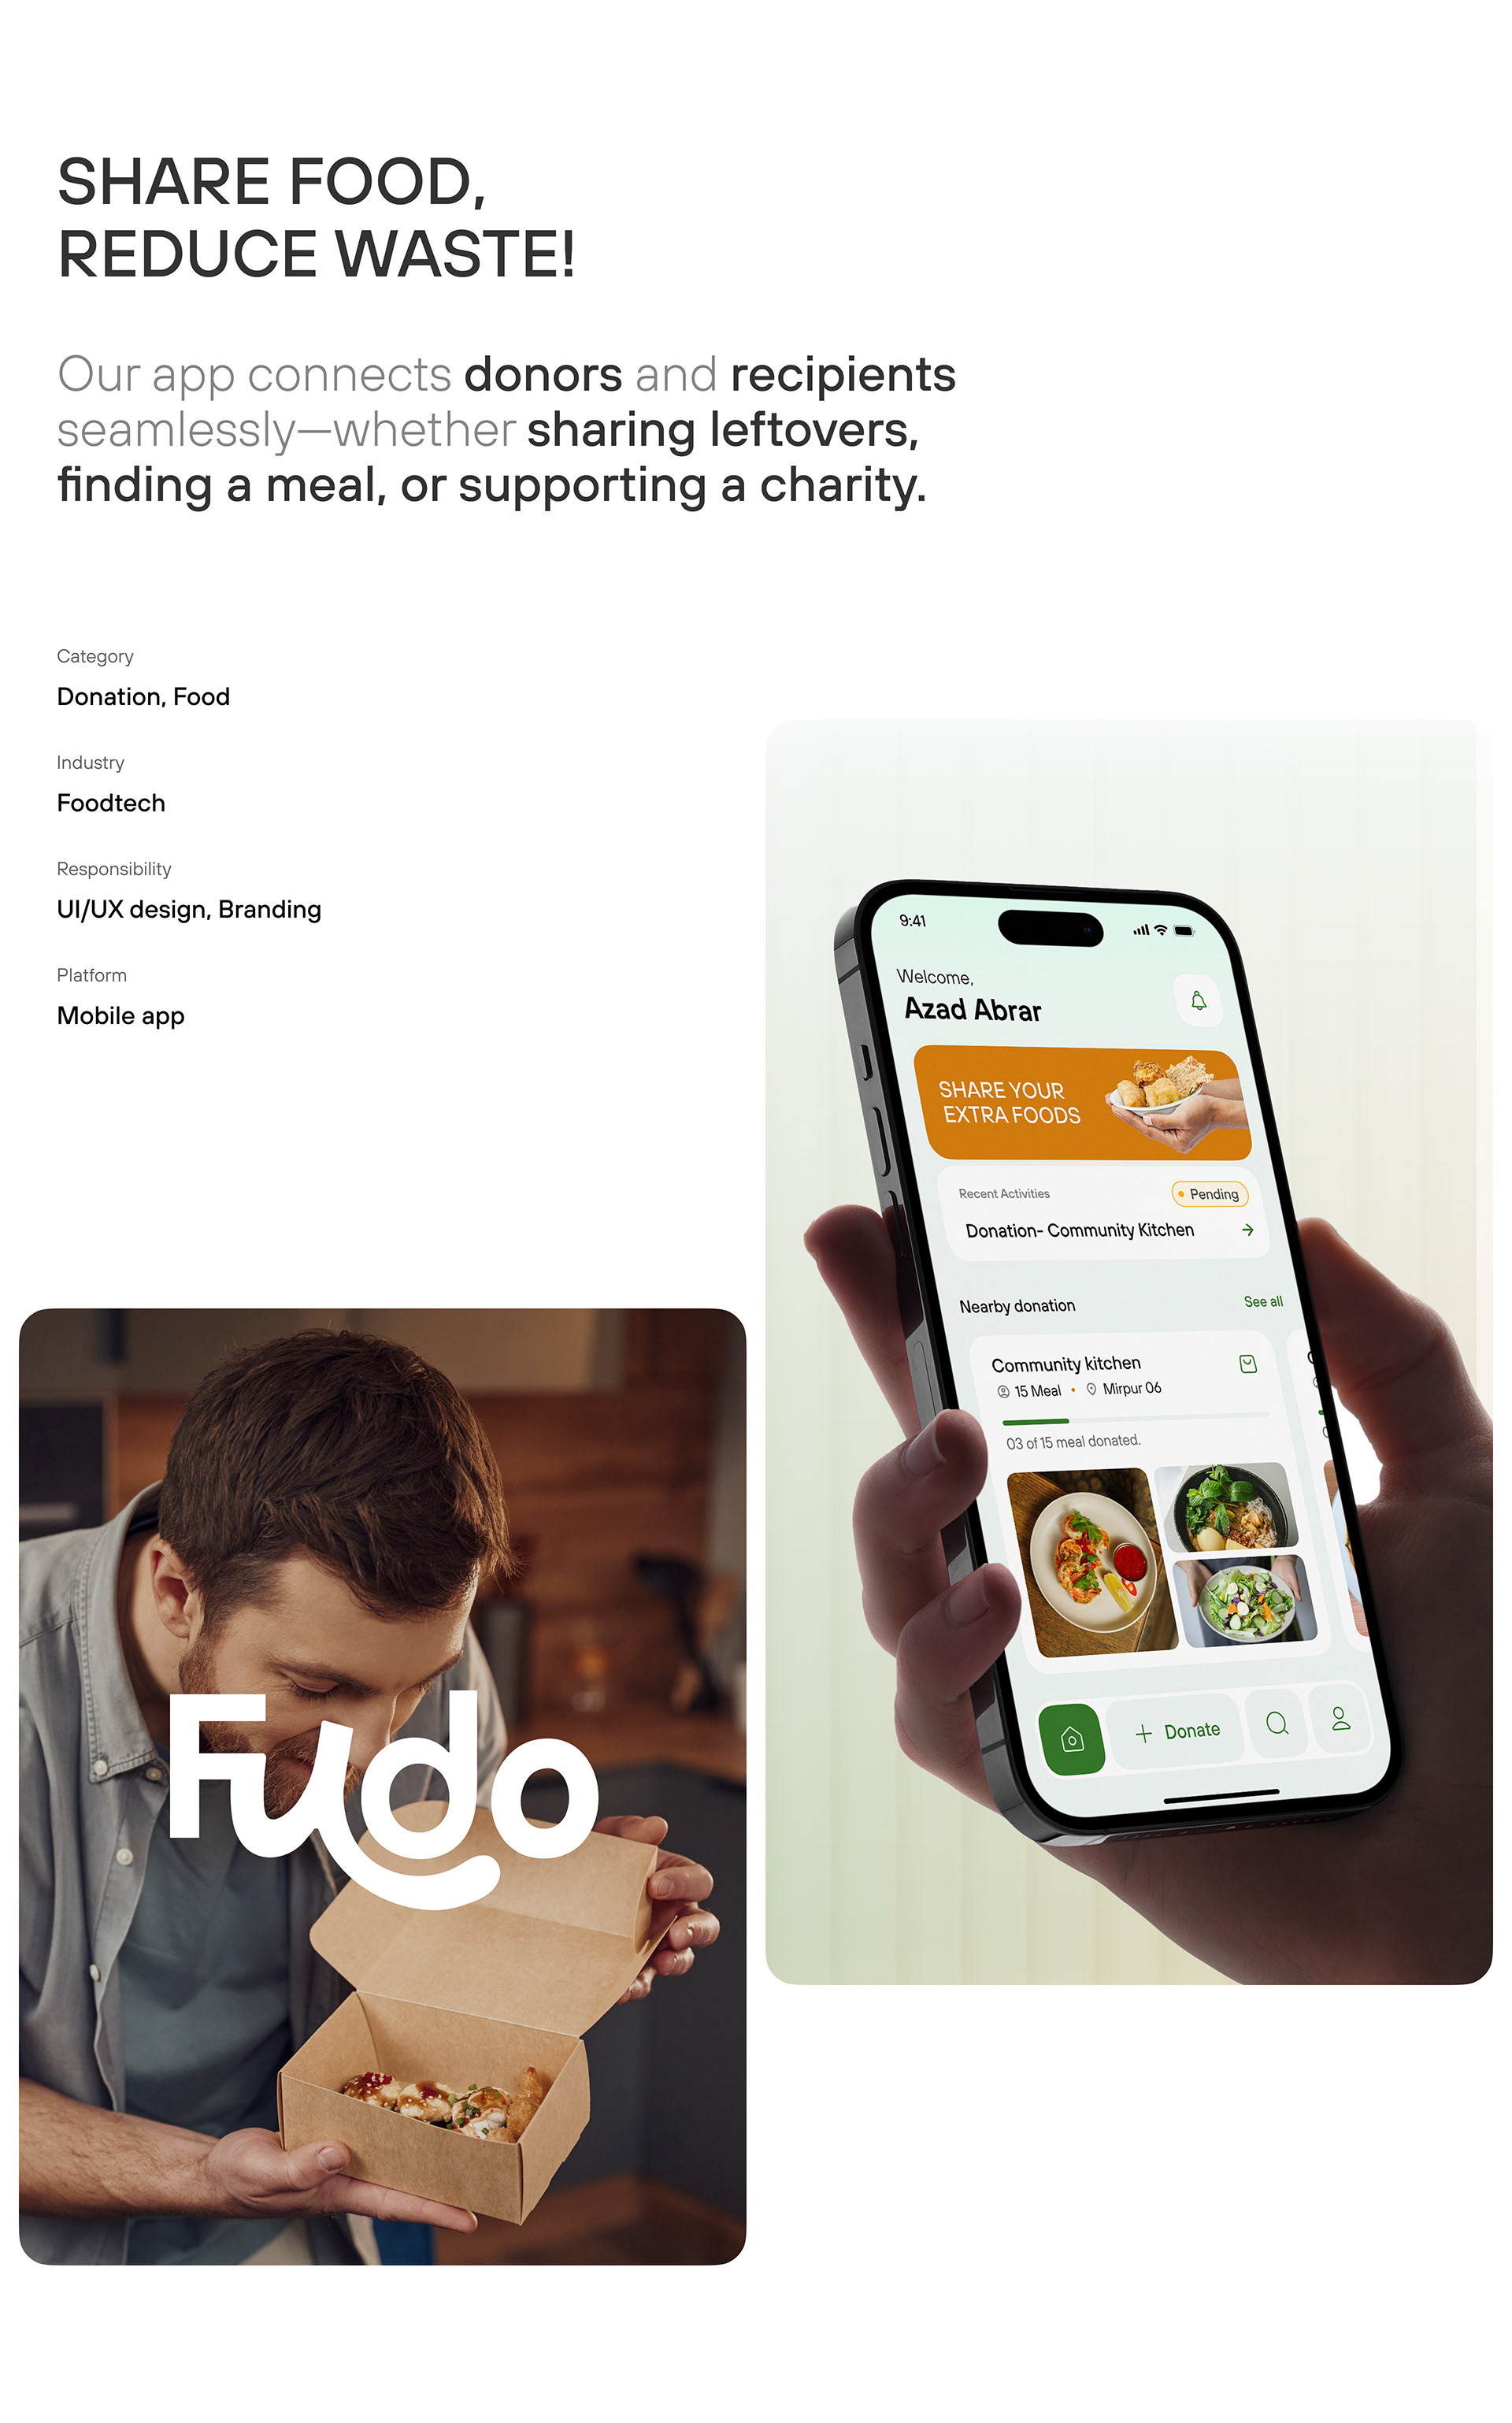 SHARE FOOD,
REDUCE WASTE!
Our app connects donors and recipients
seamlessly—whether sharing leftovers,
finding a meal, or supporting a charity.
Category
Donation, Food
Industry
Foodtech
Responsibility
UI/UX design, Branding
Platform
Mobile app
9:41
Welcome,
Azad Abrar
SHARE YOUR
EXTRA FOODS
Recent Activities
Pending
Donation- Community Kitchen
Nearby donation
See all
Community kitchen
15 Meal • Mirpur 06
03 of 15 meal donated.
+ Donate
Fudo